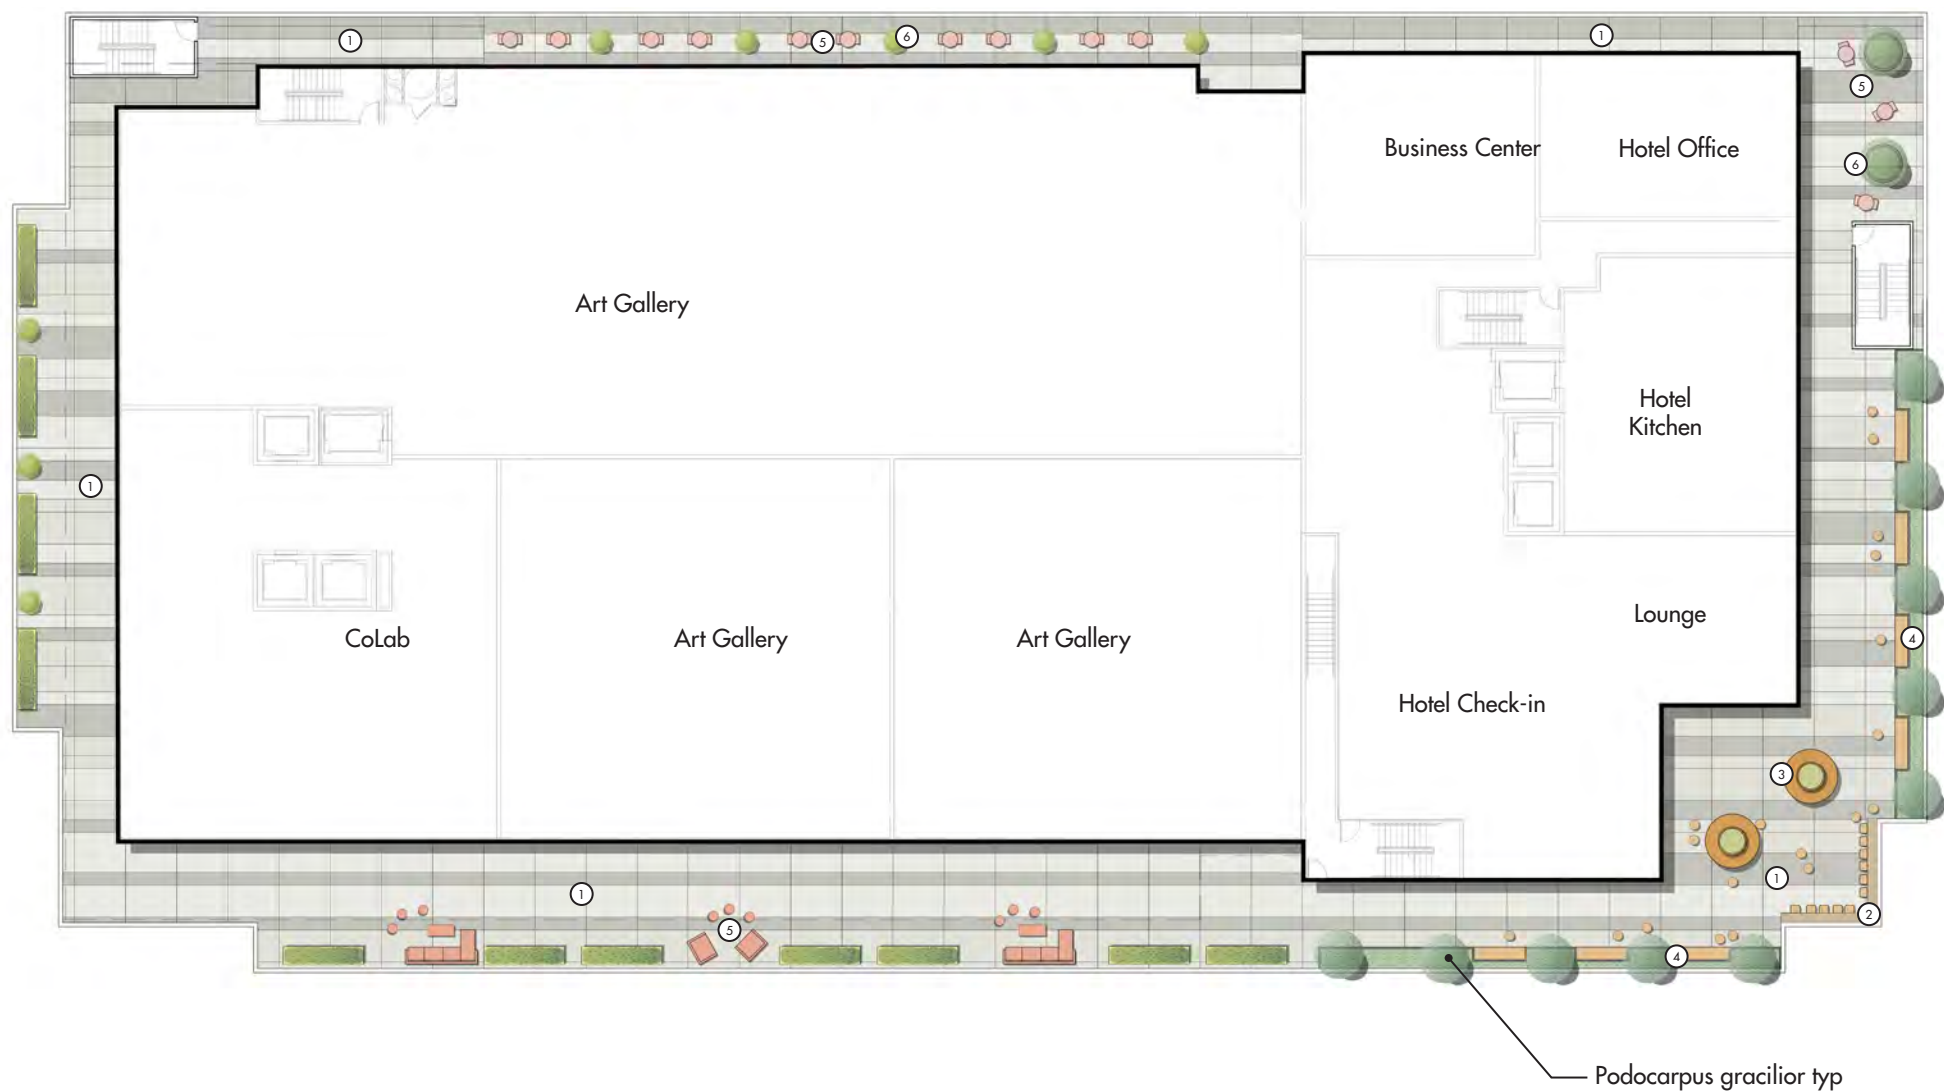 1
5
6
1
5
Business Center
Hotel Office
6
Art Gallery
Hotel
Kitchen
1
Lounge
CoLab
Art Gallery
Art Gallery
4
Hotel Check-in
3
1
1
2
5
4
Podocarpus gracilior typ